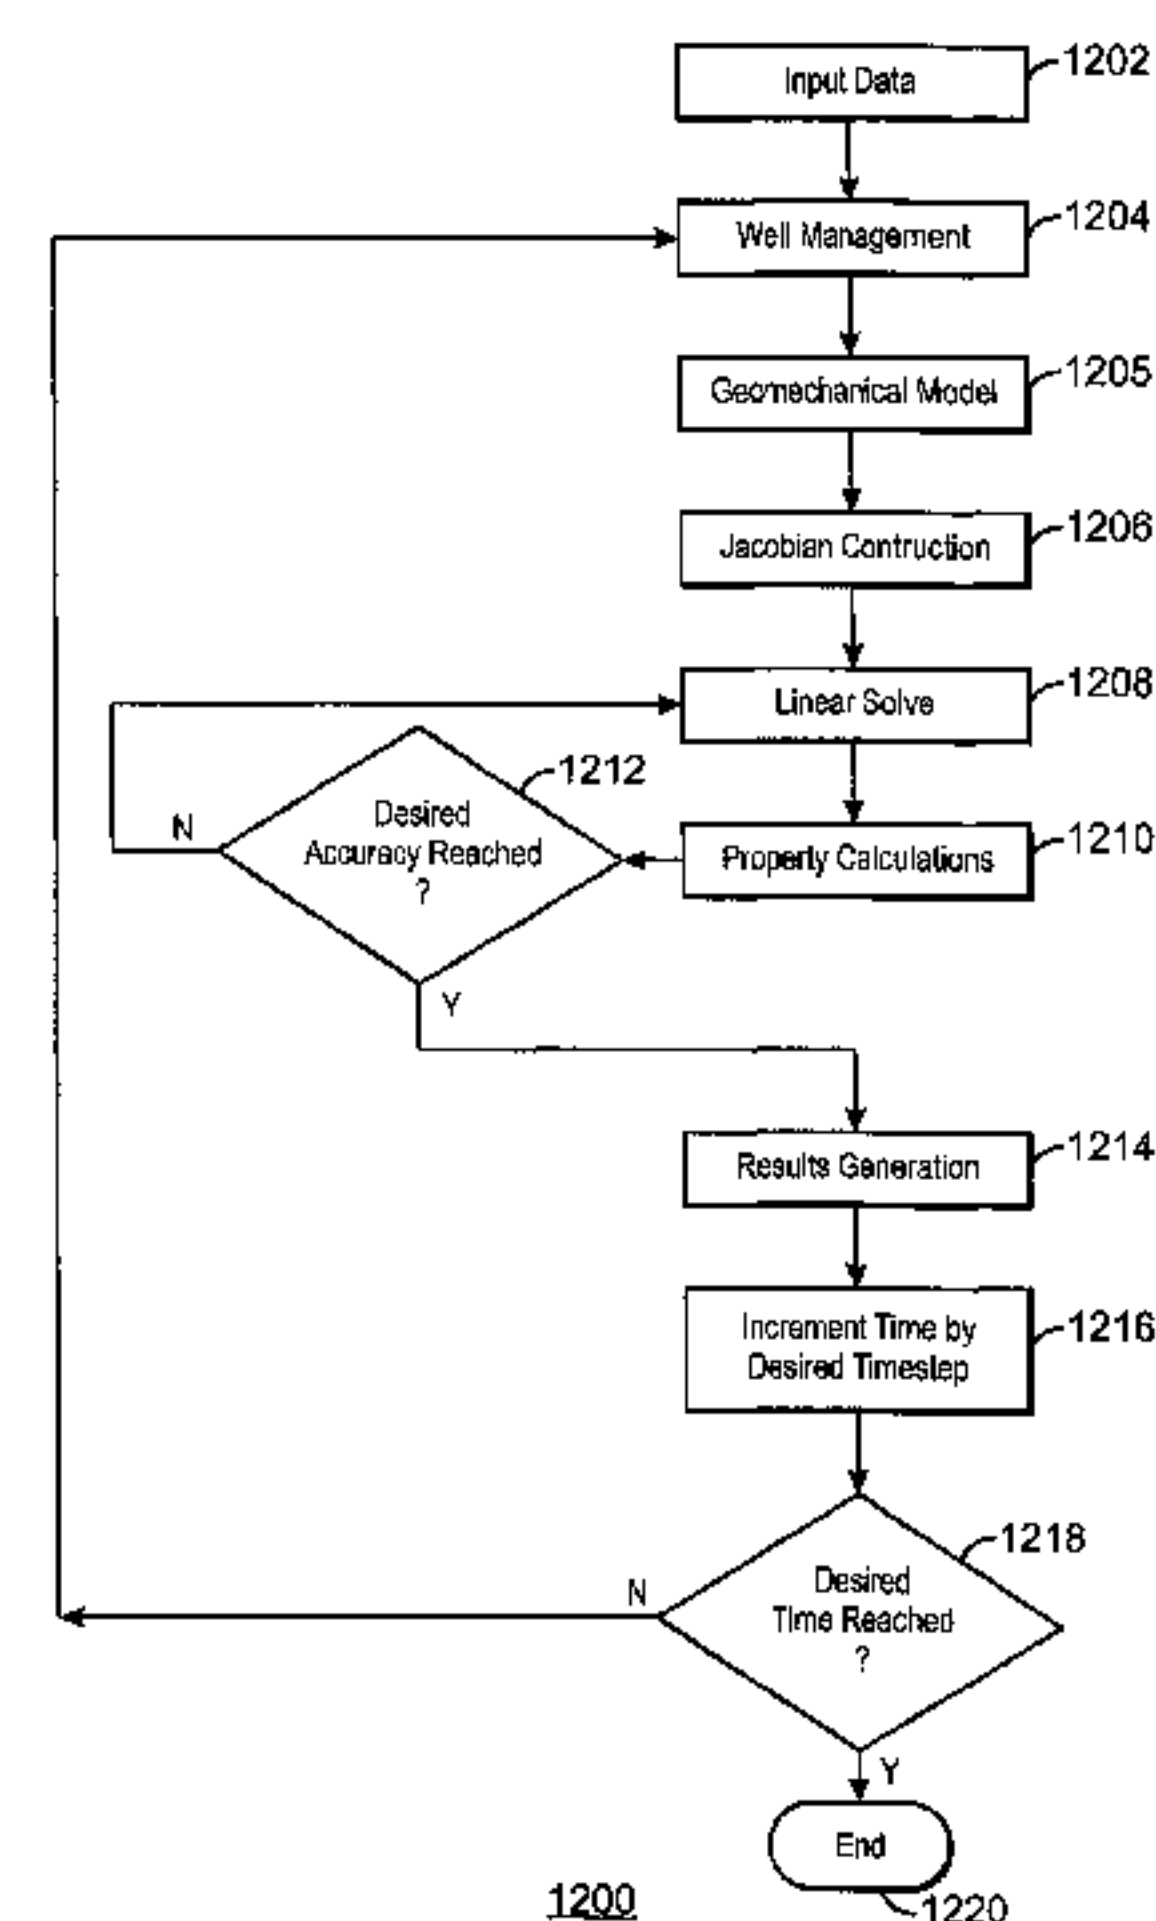 Input Data
1202
Well Management
1204
Geomechanical Model
1205
Jacobian Contruction
1206
Linear Solve
1208
1212
Desired
Accuracy Reached
?
N
Y
Property Calculations
1210
Results Generation
1214
Increment Time by
Desired Timestep
1216
1218
Desired
Time Reached
?
N
Y
End
1220
1200